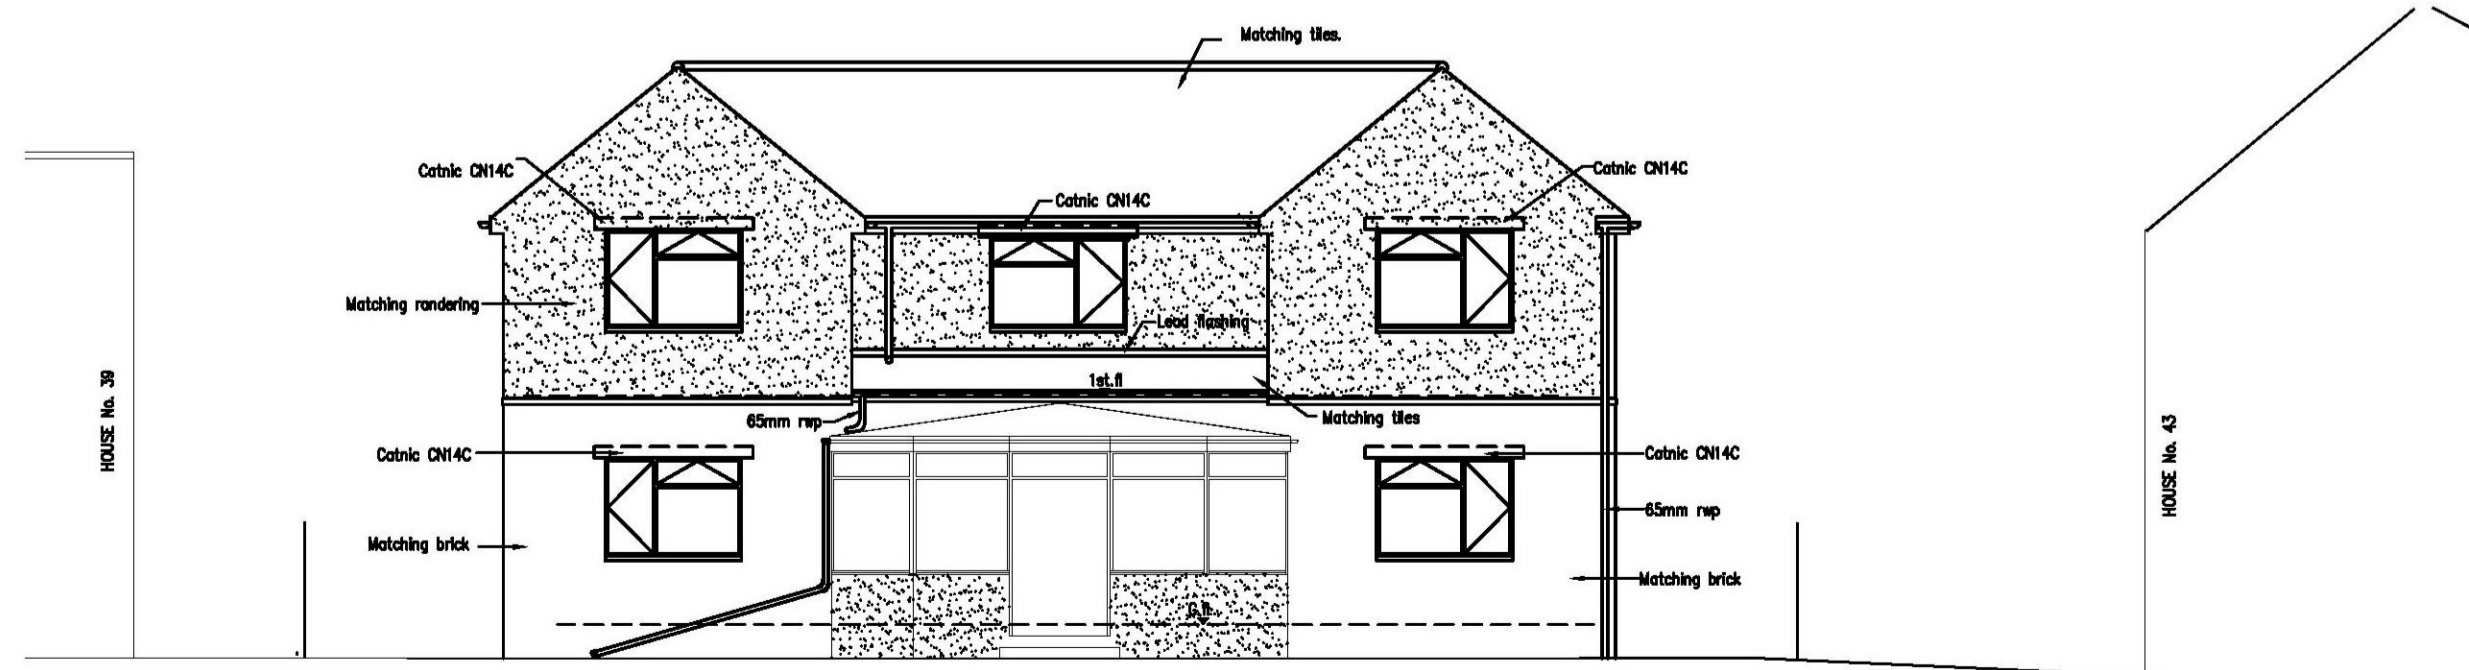 Matching tiles.
Catnic CN14C
Catnic CN14C
Catnic CN14C
Matching randering
Lead flashing
1st.fl
65mm rwp
Matching tiles
Catnic CN14C
Catnic CN14C
HOUSE No. 39
HOUSE No. 43
65mm rwp
Matching brick
Matching brick
G.fl.